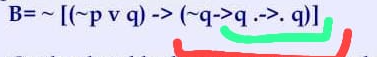 B= ~ [(~p v q) -> (~q->q .->. q)]